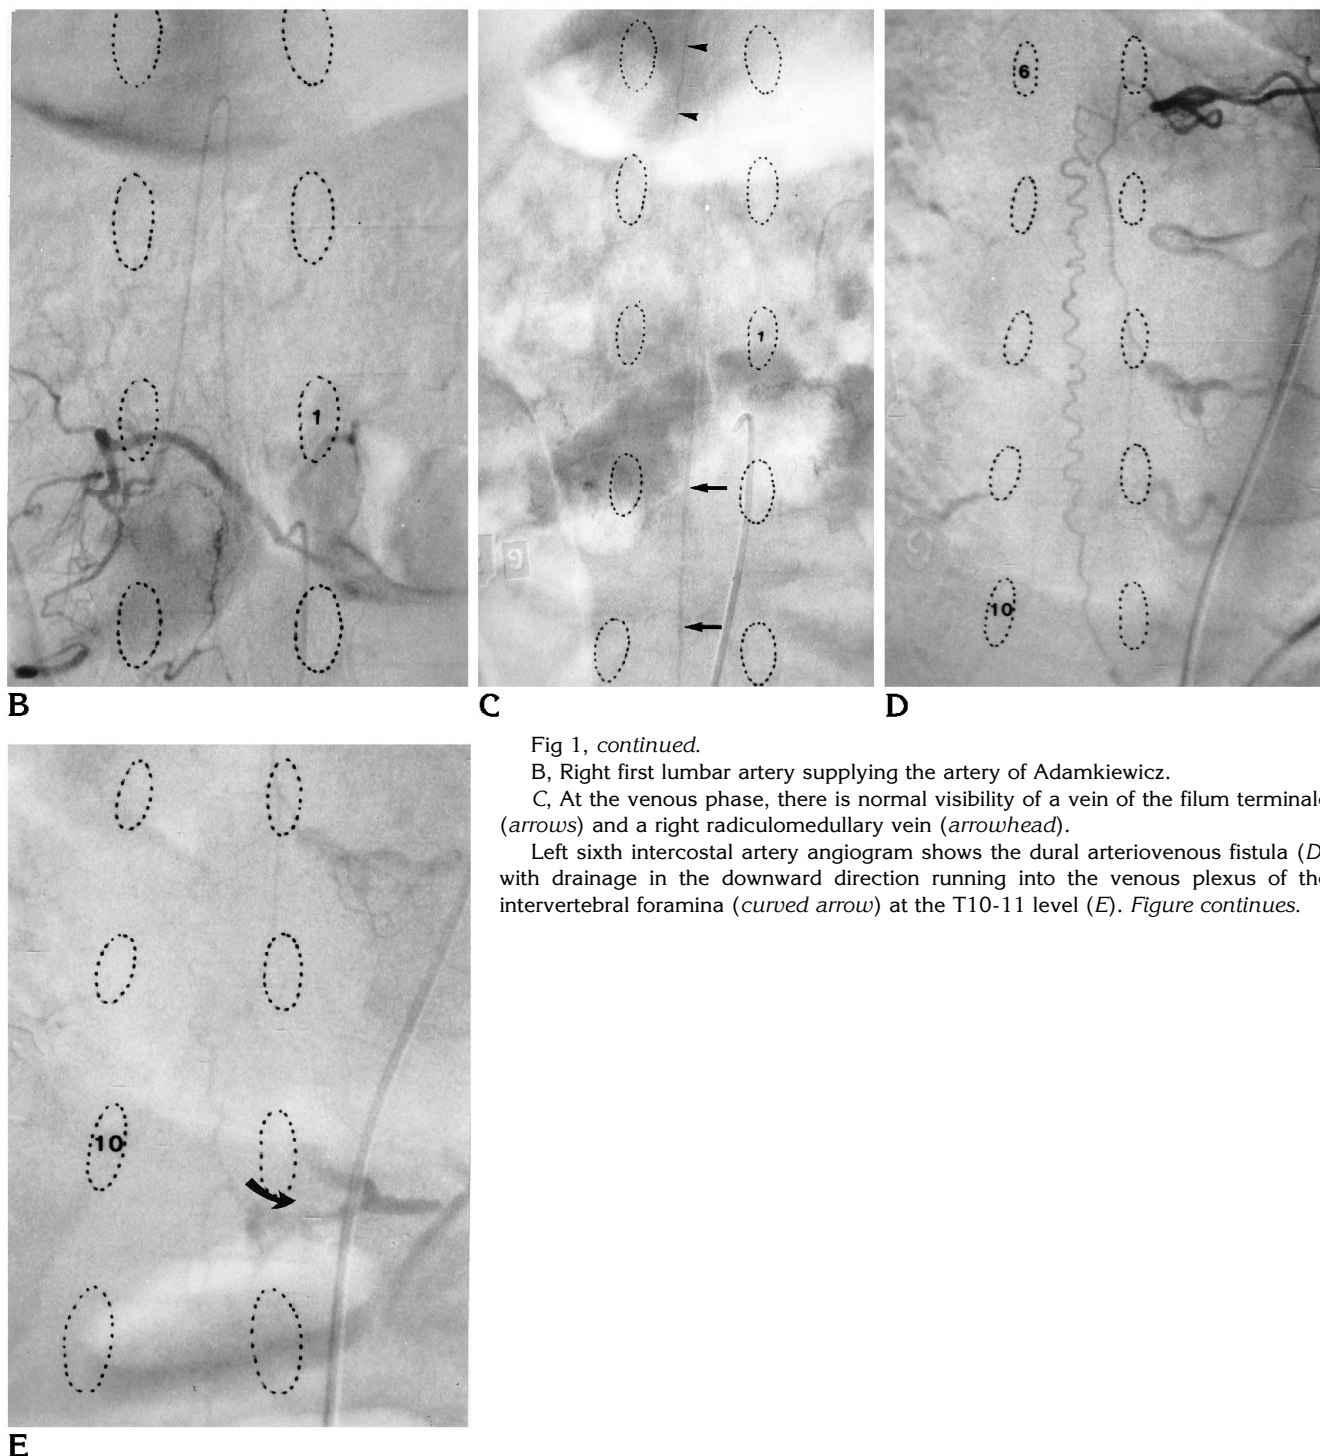 6
1
1
9
10
B
C
D
Fig 1, continued.
B, Right first lumbar artery supplying the artery of Adamkiewicz.
C, At the venous phase, there is normal visibility of a vein of the filum terminale
(arrows) and a right radiculomedullary vein (arrowhead).
Left sixth intercostal artery angiogram shows the dural arteriovenous fistula (D)
with drainage in the downward direction running into the venous plexus of the
intervertebral foramina (curved arrow) at the T10-11 level (E). Figure continues.
10
E